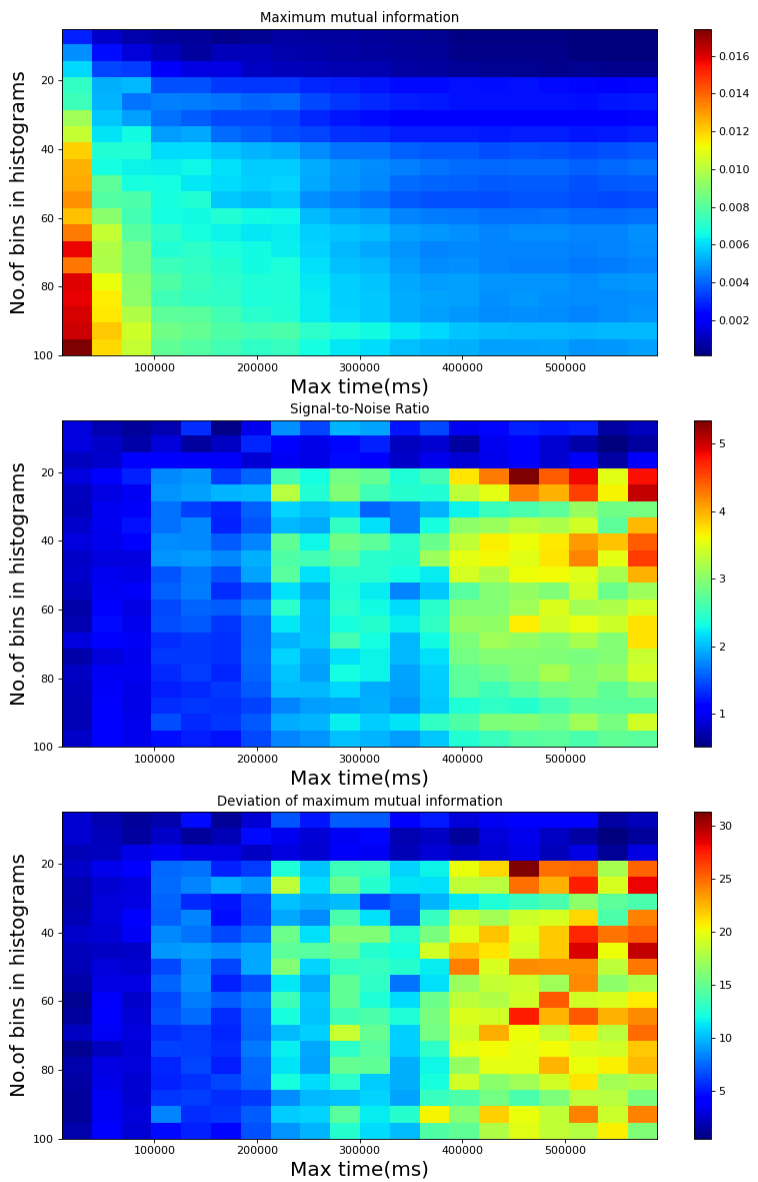 Maximum mutual information
No.of bins in histograms
20
40
60
80
100
100000 200000 300000 400000 500000
Max time(ms)
0.016
0.014
0.012
0.010
0.008
0.006
0.004
0.002
Signal-to-Noise Ratio
No.of bins in histograms
20
40
60
80
100
100000 200000 300000 400000 500000
Max time(ms)
5
4
3
2
1
Deviation of maximum mutual information
No.of bins in histograms
20
40
60
80
100
100000 200000 300000 400000 500000
Max time(ms)
30
25
20
15
10
5